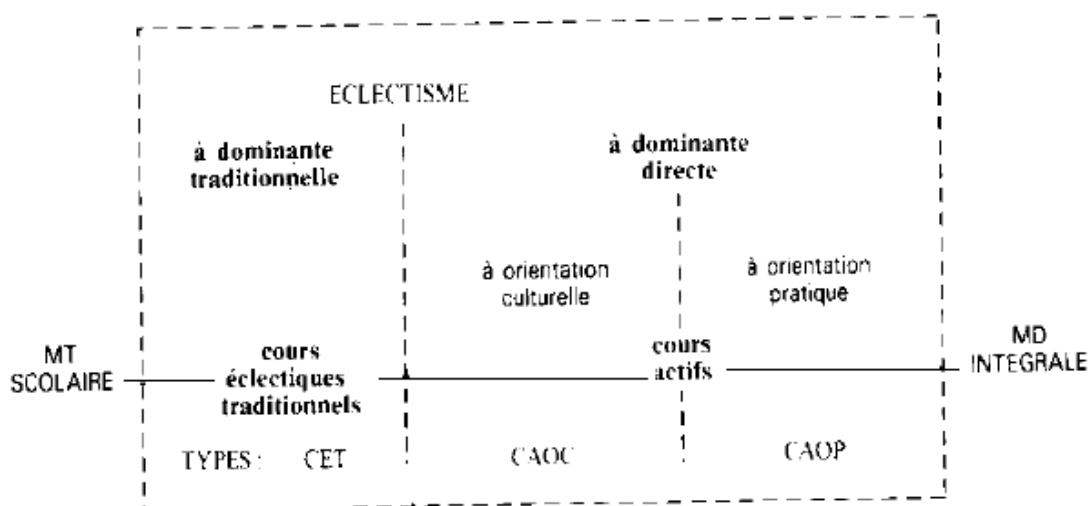 ECLECTISME
à dominante
traditionnelle
à dominante
directe
à orientation
culturelle
à orientation
pratique
MT
SCOLAIRE
cours
éclectiques
traditionnels
cours
actifs
MD
INTEGRALE
TYPES : CET
CAOC
CAOP